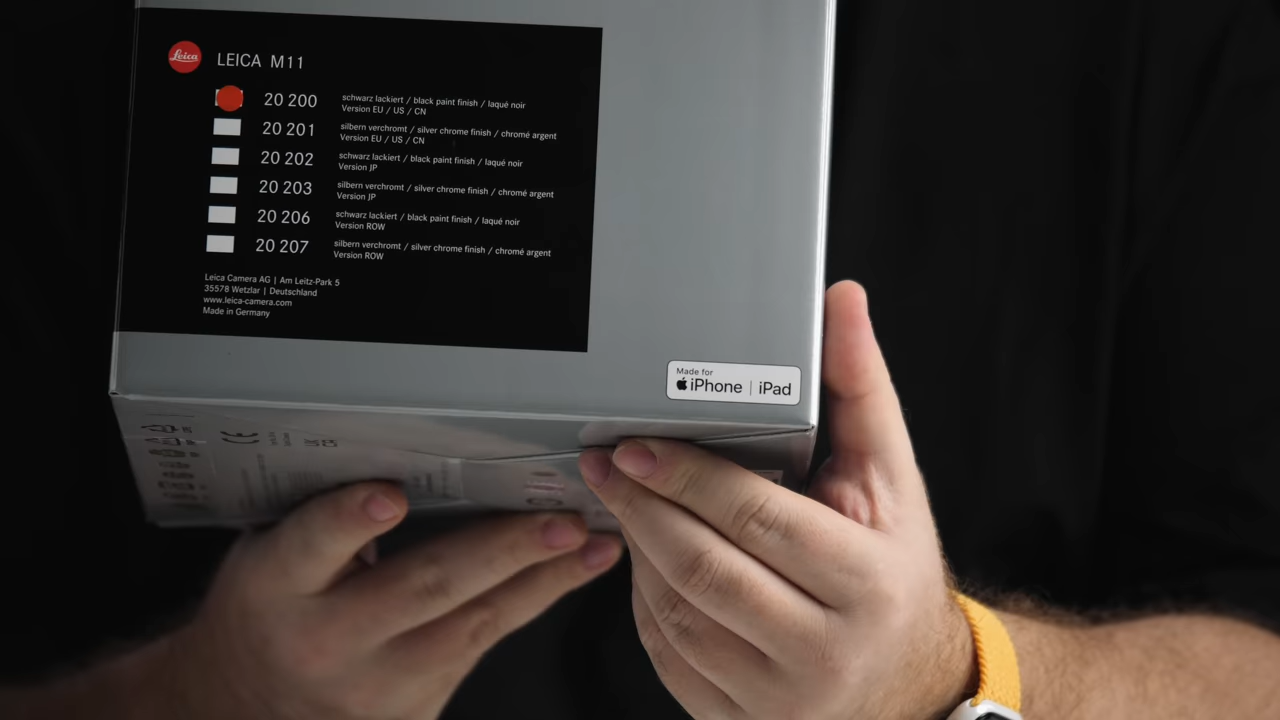 Leica LEICA M11
20 200 schwarz lackiert / black paint finish / laqué noir
Version EU / US / CN
20 201 silbern verchromt / silver chrome finish / chromé argent
Version EU / US / CN
20 202 schwarz lackiert / black paint finish / laqué noir
Version JP
20 203 silbern verchromt / silver chrome finish / chromé argent
Version JP
20 206 schwarz lackiert / black paint finish / laqué noir
Version ROW
20 207 silbern verchromt / silver chrome finish / chromé argent
Version ROW
Leica Camera AG | Am Leitz-Park 5
35578 Wetzlar | Deutschland
www.leica-camera.com
Made in Germany
Made for
iPhone | iPad
CE